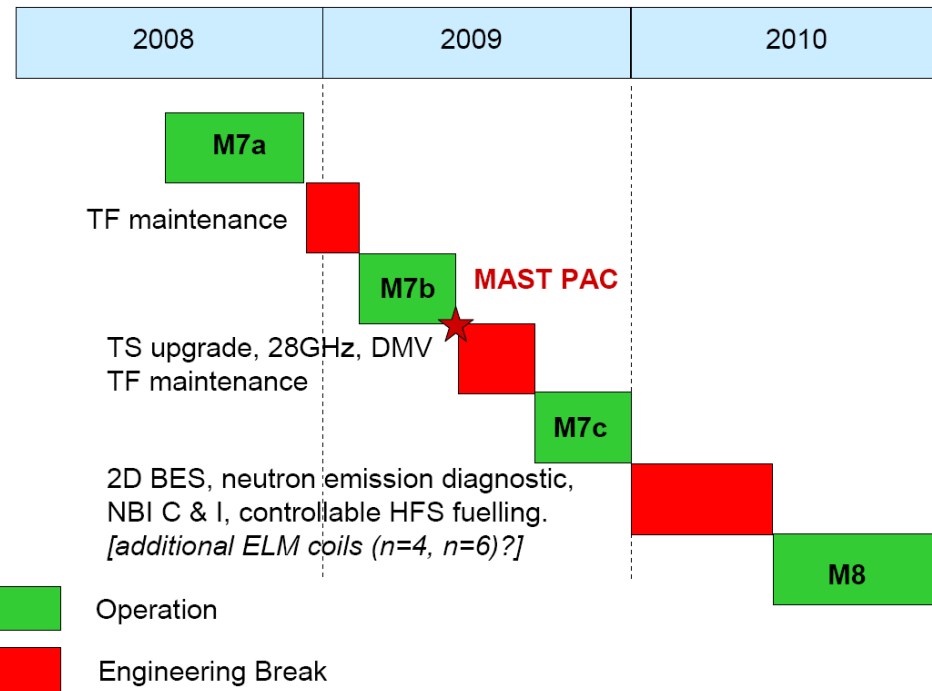 2008 2009 2010
M7a
TF maintenance
M7b
MAST PAC
TS upgrade, 28GHz, DMV
TF maintenance
M7c
2D BES, neutron emission diagnostic,
NBI C & I, controllable HFS fuelling.
[additional ELM coils (n=4, n=6)?]
M8
Operation
Engineering Break